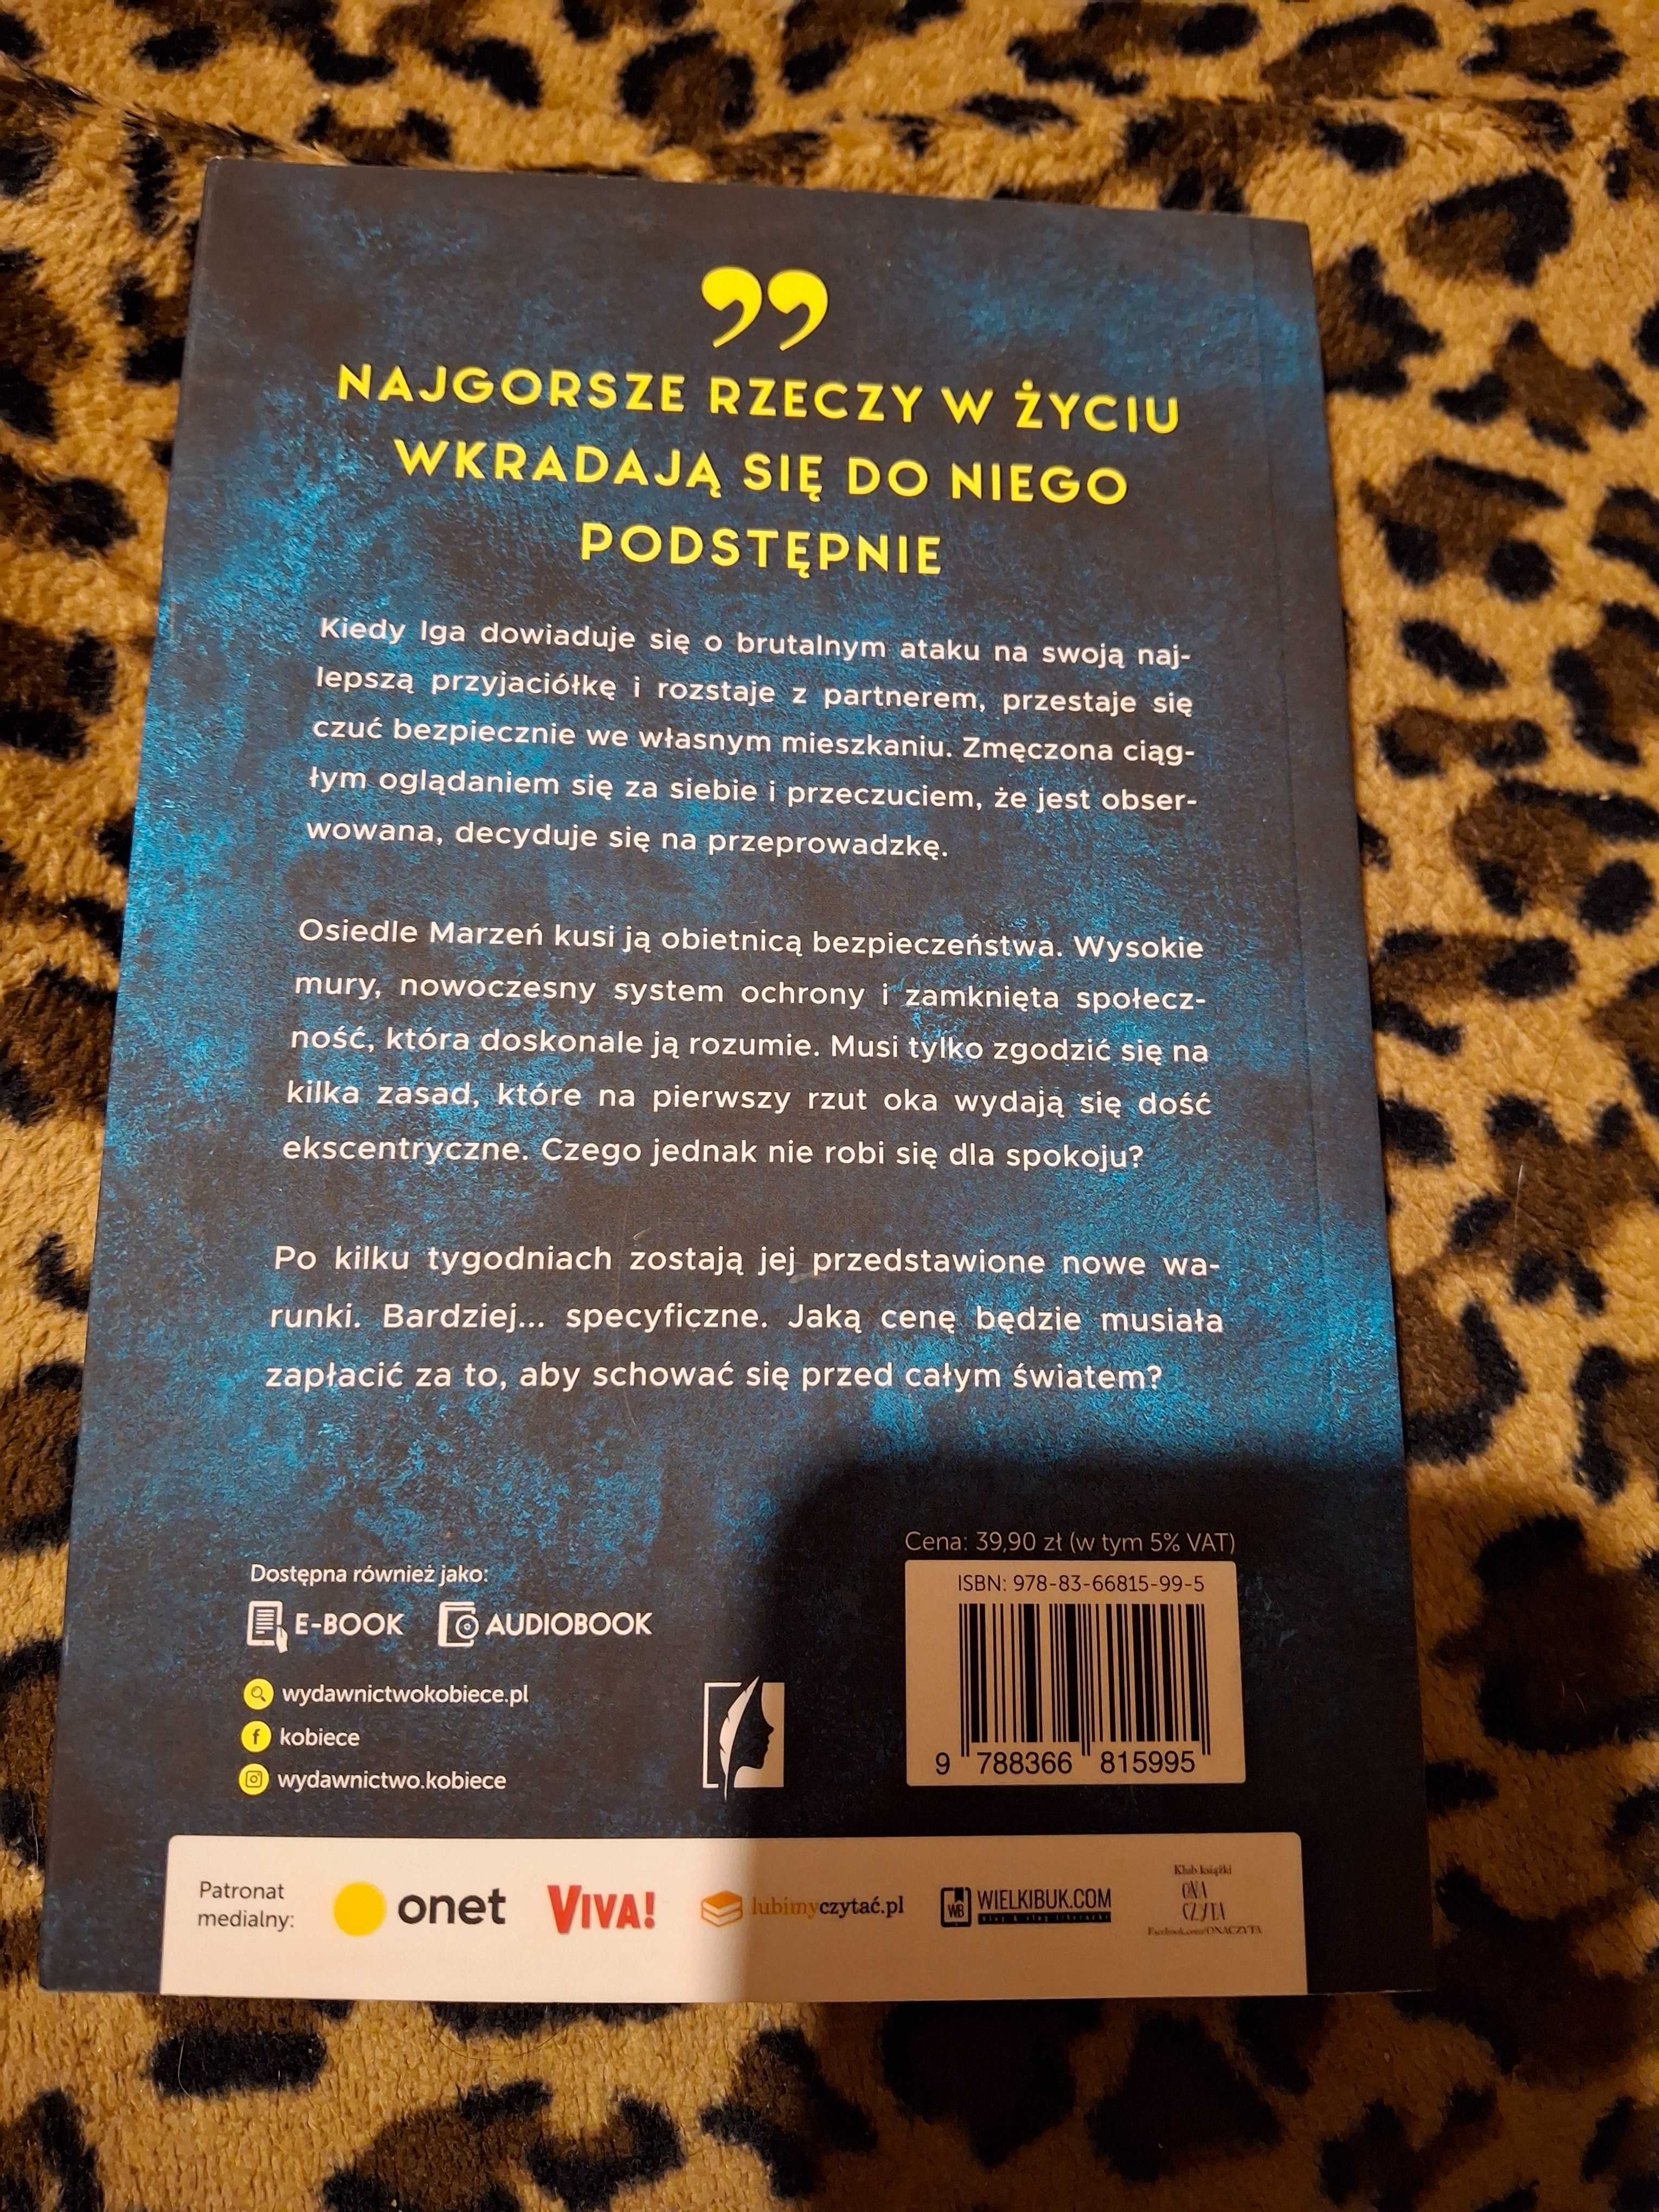 ”
NAJGORSZE RZECZY W ŻYCIU
WKRADAJĄ SIĘ DO NIEGO
PODSTĘPNIE
Kiedy Iga dowiaduje się o brutalnym ataku na swoją naj-
lepszą przyjaciółkę i rozstaje z partnerem, przestaje się
czuć bezpiecznie we własnym mieszkaniu. Zmęczona ciąg-
łym oglądaniem się za siebie i przeczuciem, że jest obser-
wowana, decyduje się na przeprowadzkę.
Osiedle Marzeń kusi ją obietnicą bezpieczeństwa. Wysokie
mury, nowoczesny system ochrony i zamknięta społecz-
ność, która doskonale ją rozumie. Musi tylko zgodzić się na
kilka zasad, które na pierwszy rzut oka wydają się dość
ekscentryczne. Czego jednak nie robi się dla spokoju?
Po kilku tygodniach zostają jej przedstawione nowe wa-
runki. Bardziej... specyficzne. Jaką cenę będzie musiała
zapłacić za to, aby schować się przed całym światem?
Dostępna również jako:
E-BOOK AUDIOBOOK
wydawnictwokobiece.pl
kobiece
wydawnictwo.kobiece
Cena: 39,90 zł (w tym 5% VAT)
ISBN: 978-83-66815-99-5
9 788366 815995
Patronat
medialny:
onet
VIVA!
lubimyczytać.pl
WB
WIELKIBUK.COM
blog & vlog literacki
Klub książki
ONA
CZYTA
Facebook.com/ONACZYTA